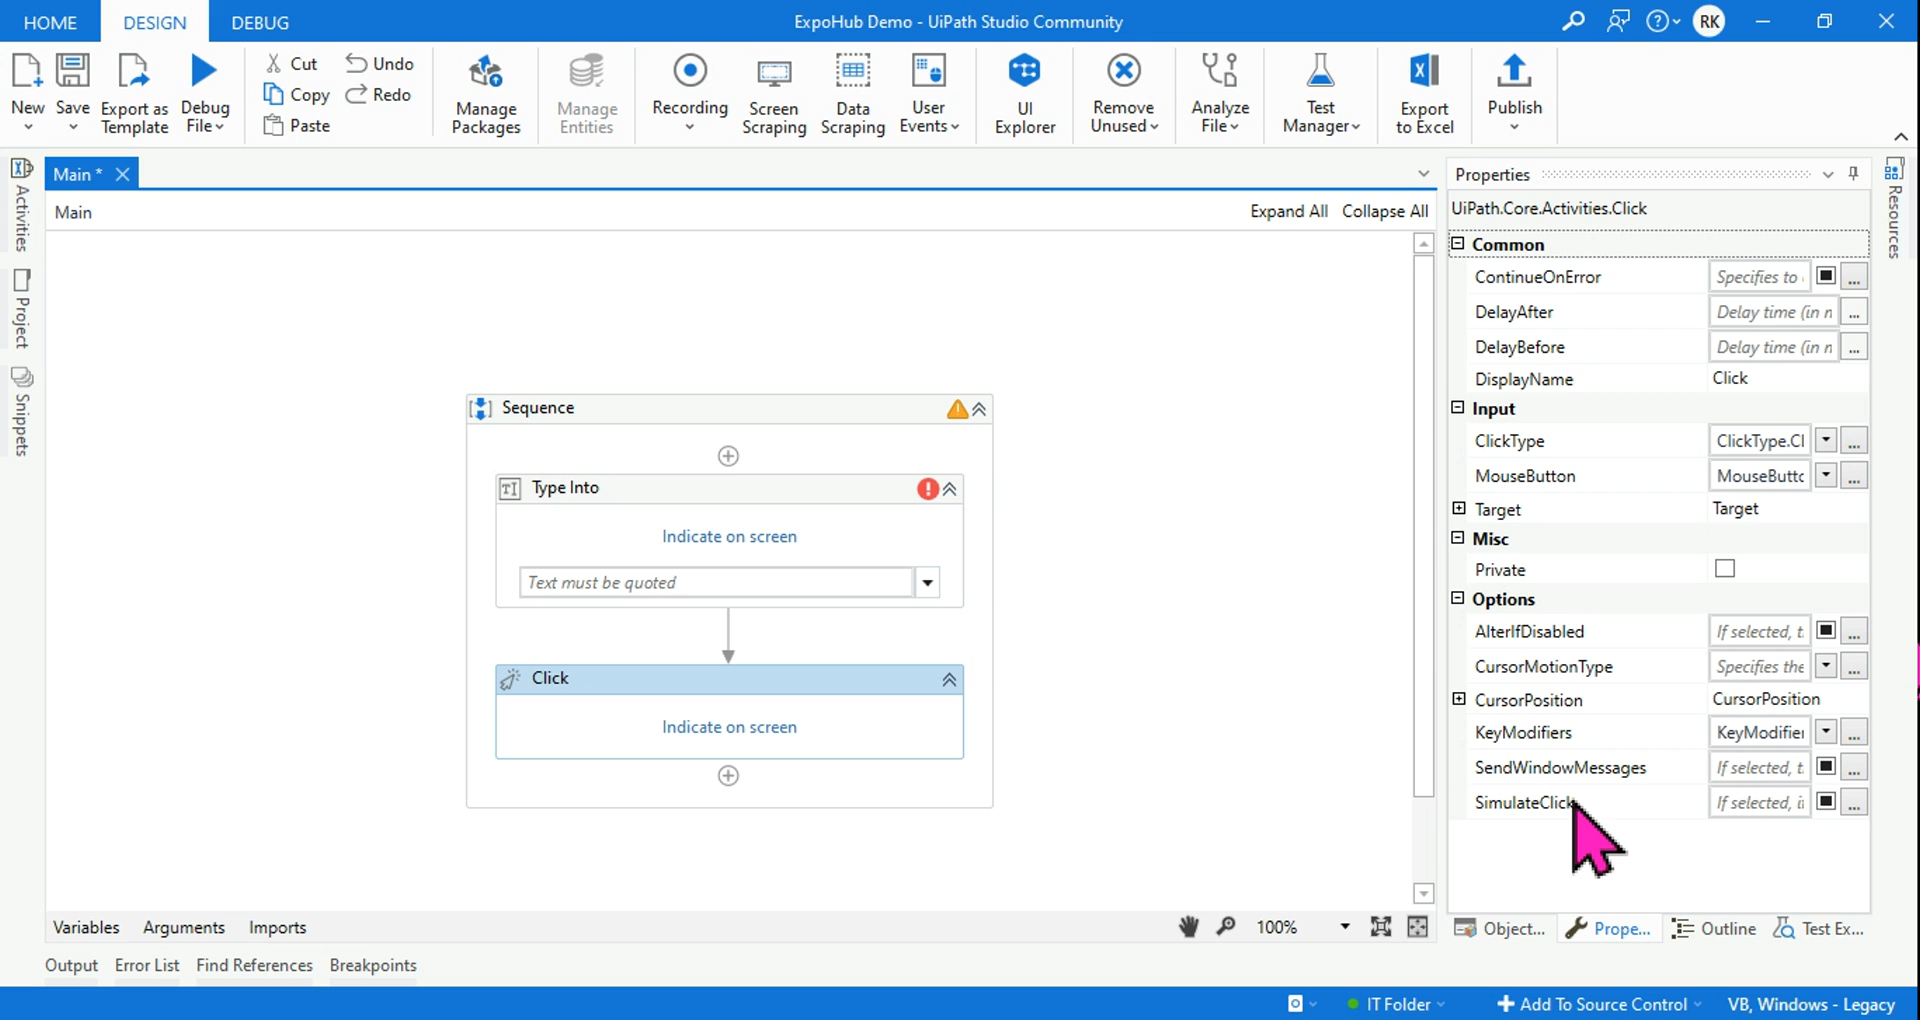 HOME DESIGN DEBUG ExpoHub Demo - UiPath Studio Community RK
New Save Export as Template Debug File Cut Copy Paste Undo Redo Manage Packages Manage Entities Recording Screen Scraping Data Scraping User Events UI Explorer Remove Unused Analyze File Test Manager Export to Excel Publish
Activities
Project
Snippets
Main *
Main Expand All Collapse All
Sequence
Type Into
Indicate on screen
Text must be quoted
Click
Indicate on screen
Properties
UiPath.Core.Activities.Click
Common
ContinueOnError Specifies to
DelayAfter Delay time (in
DelayBefore Delay time (in
DisplayName Click
Input
ClickType ClickType.Cl
MouseButton MouseButtc
Target Target
Misc
Private
Options
AlterIfDisabled If selected, t
CursorMotionType Specifies the
CursorPosition CursorPosition
KeyModifiers KeyModifier
SendWindowMessages If selected, t
SimulateClick If selected, i
Resources
Variables Arguments Imports 100%
Object... Prope... Outline Test Ex...
Output Error List Find References Breakpoints
IT Folder Add To Source Control VB, Windows - Legacy